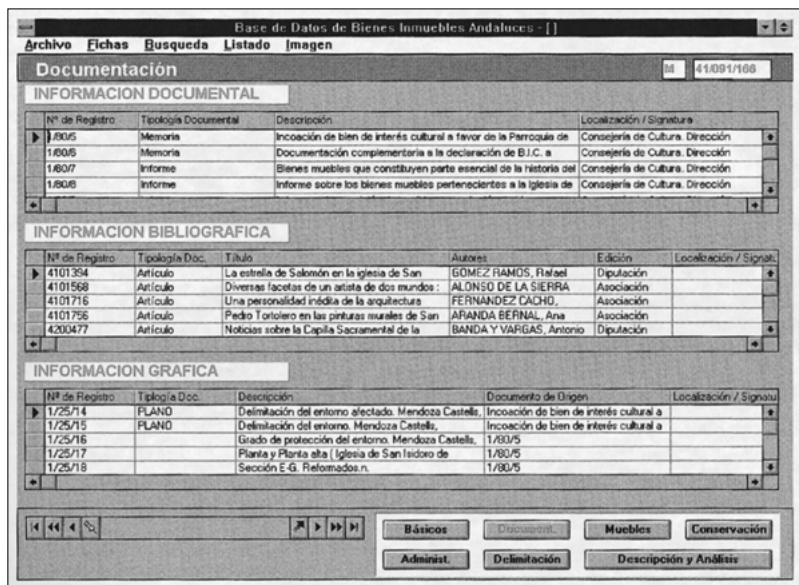 Base de Datos de Bienes Inmuebles Andaluces - [ ]
Archivo Fichas Busqueda Listado Imagen
Documentación M 41/091/166
INFORMACION DOCUMENTAL
Nº de Registro Tipología Documental Descripción Localización / Signatura
1/80/5 Memoria Incoación de bien de interés cultural a favor de la Parroquia de Consejería de Cultura. Dirección
1/80/6 Memoria Documentación complementaria a la declaración de B.I.C. a Consejería de Cultura. Dirección
1/80/7 Informe Bienes muebles que constituyen parte esencial de la historia del Consejería de Cultura. Dirección
1/80/8 Informe Informe sobre los bienes muebles pertenecientes a la Iglesia de Consejería de Cultura. Dirección
INFORMACION BIBLIOGRAFICA
Nº de Registro Tipología Doc. Título Autores Edición Localización / Signatu
4101394 Artículo La estrella de Salomón en la iglesia de San GOMEZ RAMOS, Rafael Diputación
4101568 Artículo Diversas facetas de un artista de dos mundos : ALONSO DE LA SIERRA Asociación
4101716 Artículo Una personalidad inédita de la arquitectura FERNANDEZ CACHO, Asociación
4101756 Artículo Pedro Tortolero en las pinturas murales de San ARANDA BERNAL, Ana Asociación
4200477 Artículo Noticias sobre la Capilla Sacramental de la BANDA Y VARGAS, Antonio Diputación
INFORMACION GRAFICA
Nº de Registro Tiplogía Doc. Descripción Documento de Origen Localización / Signatu
1/25/14 PLANO Delimitación del entorno afectado. Mendoza Castells, Incoación de bien de interés cultural a
1/25/15 PLANO Delimitación del entorno. Mendoza Castells, Incoación de bien de interés cultural a
1/25/16 Grado de protección del entorno. Mendoza Castells, 1/80/5
1/25/17 Planta y Planta alta ( Iglesia de San Isidoro de 1/80/5
1/25/18 Sección E-G. Reformados.n. 1/80/5
Básicos Document. Muebles Conservación
Administ. Delimitación Descripción y Análisis